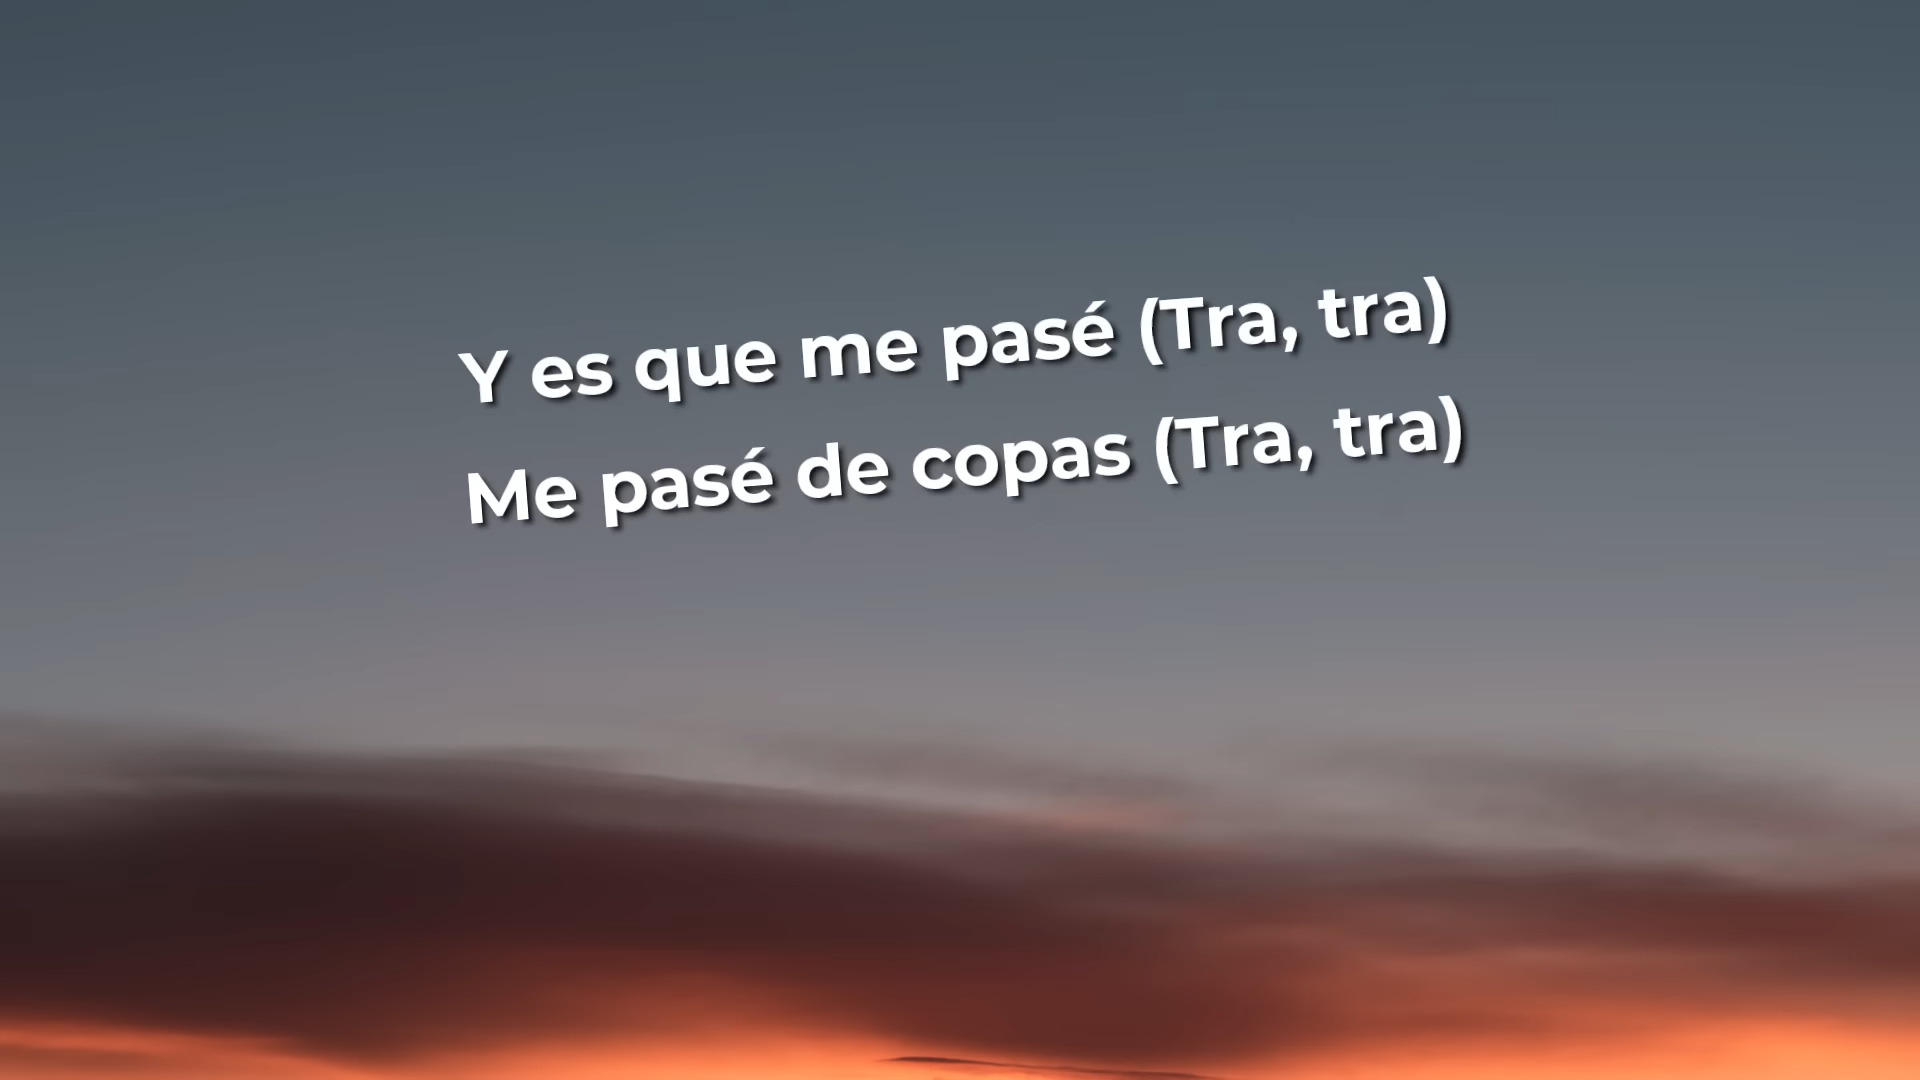 Y es que me pasé (Tra, tra)
Me pasé de copas (Tra, tra)